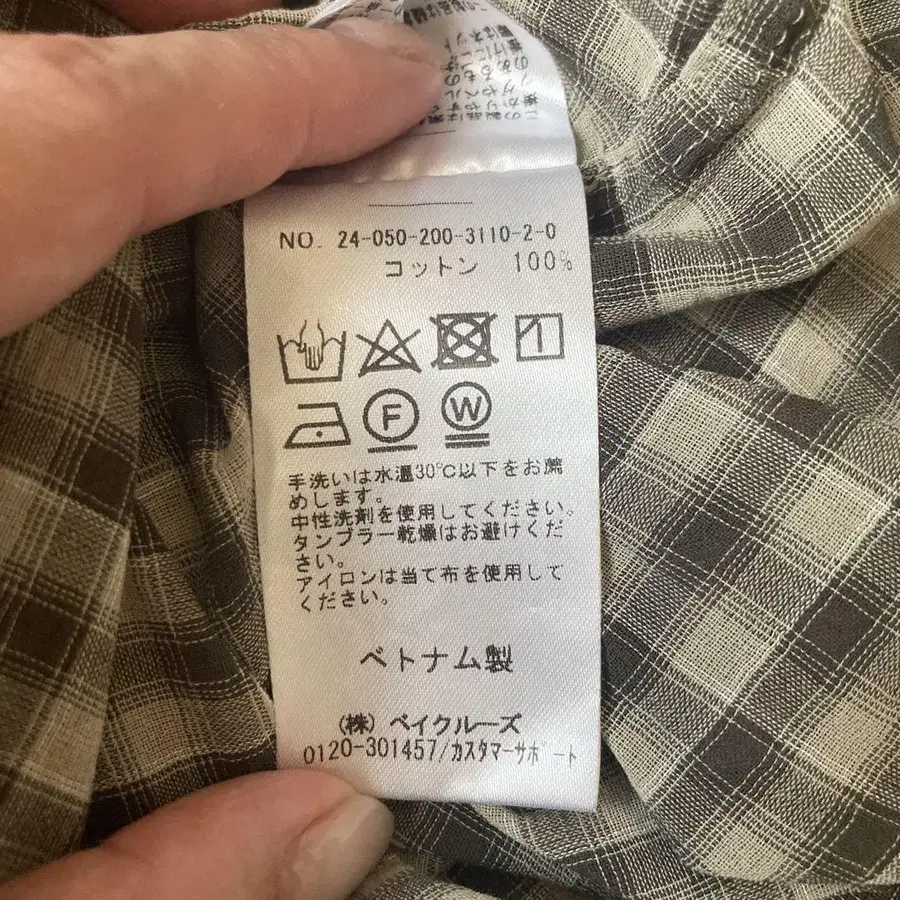 NO. 24-050-200-3110-2-0
コットン 100%
F
W
手洗いは水温30℃以下をお薦
めします。
中性洗剤を使用してください。
タンブラー乾燥はお避けくだ
さい。
アイロンは当て布を使用して
ください。
ベトナム製
(株) ベイクルーズ
0120-301457/カスタマーサポート